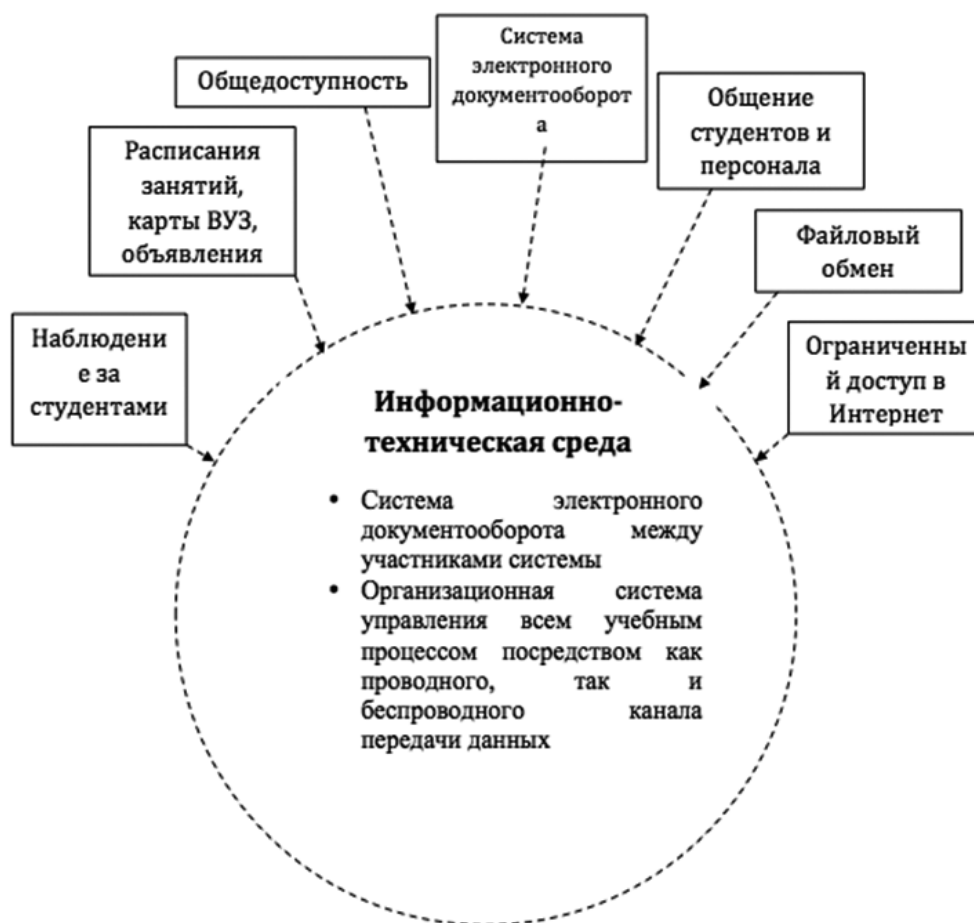 Система
электронного
документооборот
а
Общедоступность
Общение
студентов и
персонала
Расписания
занятий,
карты ВУЗ,
объявления
Файловый
обмен
Наблюдени
е за
студентами
Ограниченны
й доступ в
Интернет
Информационно-
техническая среда
• Система электронного
документооборота между
участниками системы
• Организационная система
управления всем учебным
процессом посредством как
проводного, так и
беспроводного канала
передачи данных